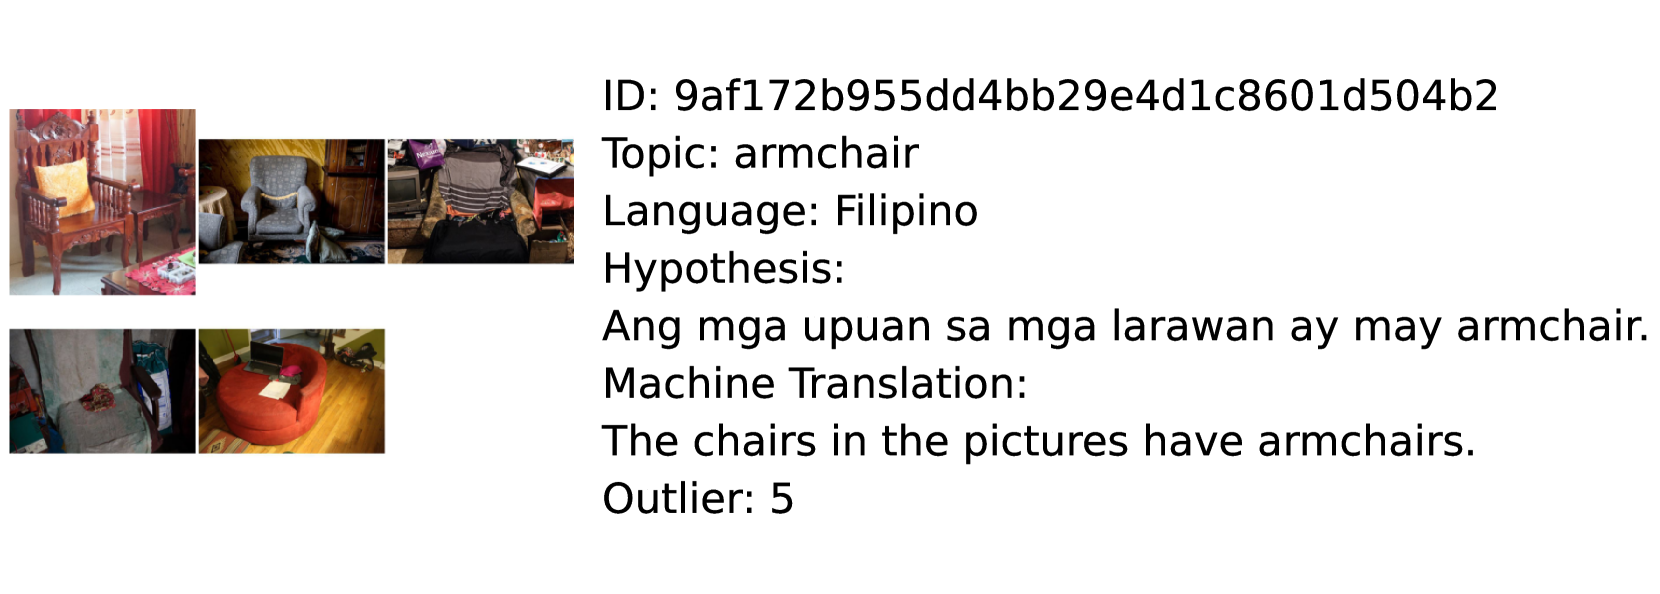 ID: 9af172b955dd4bb29e4d1c8601d504b2
Topic: armchair
Language: Filipino
Hypothesis:
Ang mga upuan sa mga larawan ay may armchair.
Machine Translation:
The chairs in the pictures have armchairs.
Outlier: 5